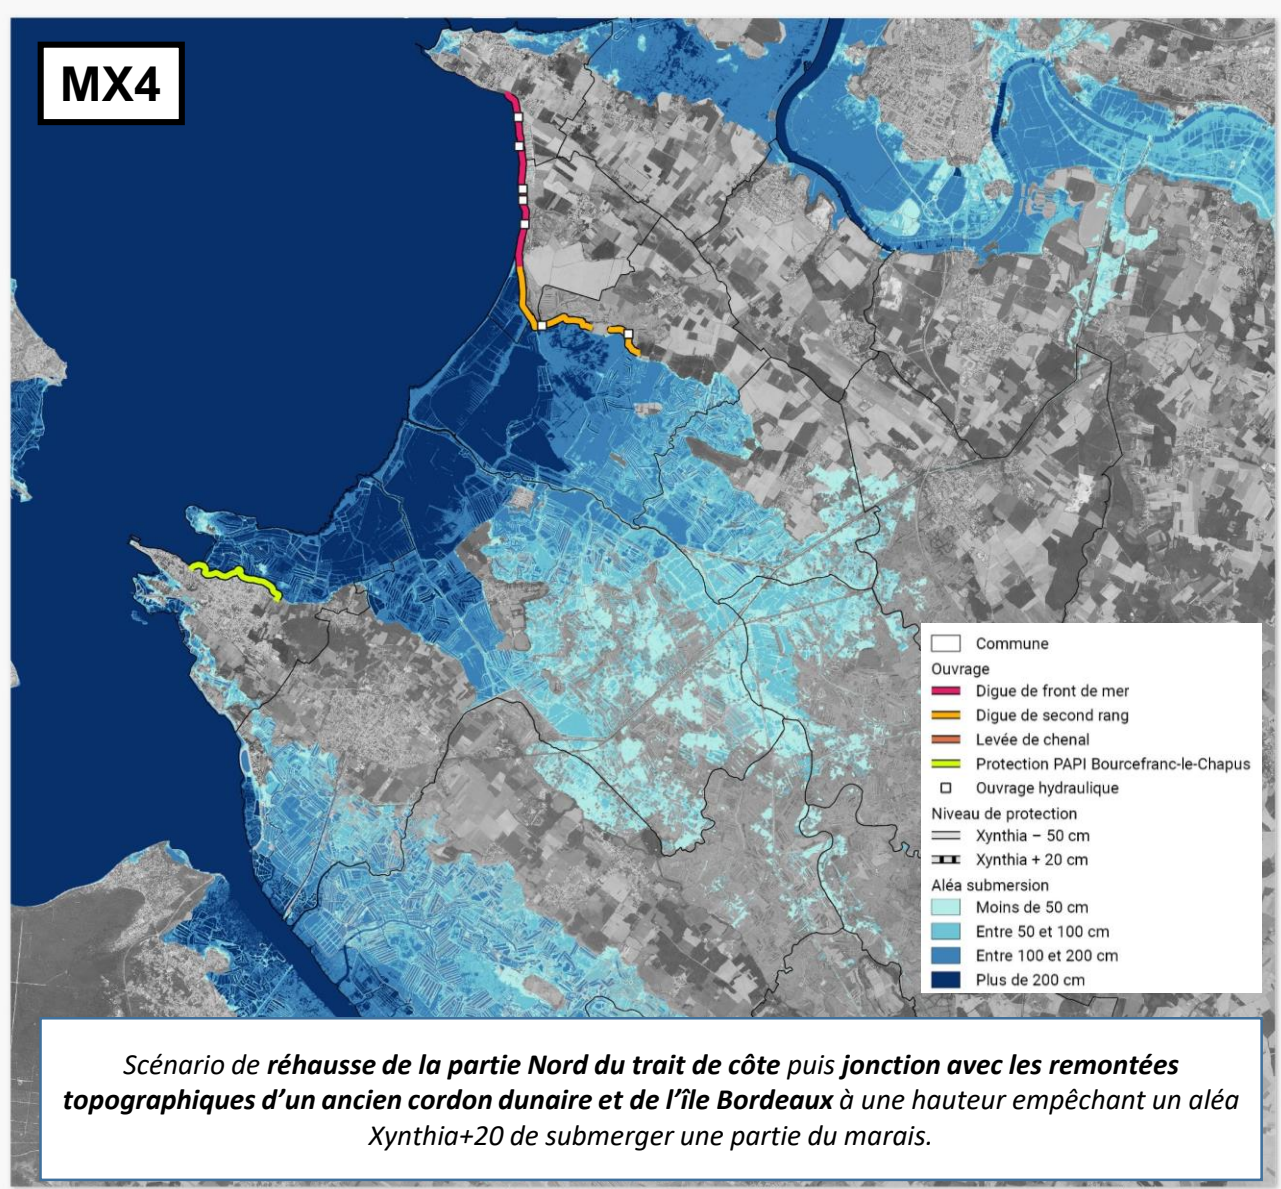 MX4
Commune
Ouvrage
Digue de front de mer
Digue de second rang
Levée de chenal
Protection PAPI Bourcefranc-le-Chapus
Ouvrage hydraulique
Niveau de protection
Xynthia – 50 cm
Xynthia + 20 cm
Aléa submersion
Moins de 50 cm
Entre 50 et 100 cm
Entre 100 et 200 cm
Plus de 200 cm
Scénario de réhausse de la partie Nord du trait de côte puis jonction avec les remontées
topographiques d’un ancien cordon dunaire et de l’île Bordeaux à une hauteur empêchant un aléa
Xynthia+20 de submerger une partie du marais.